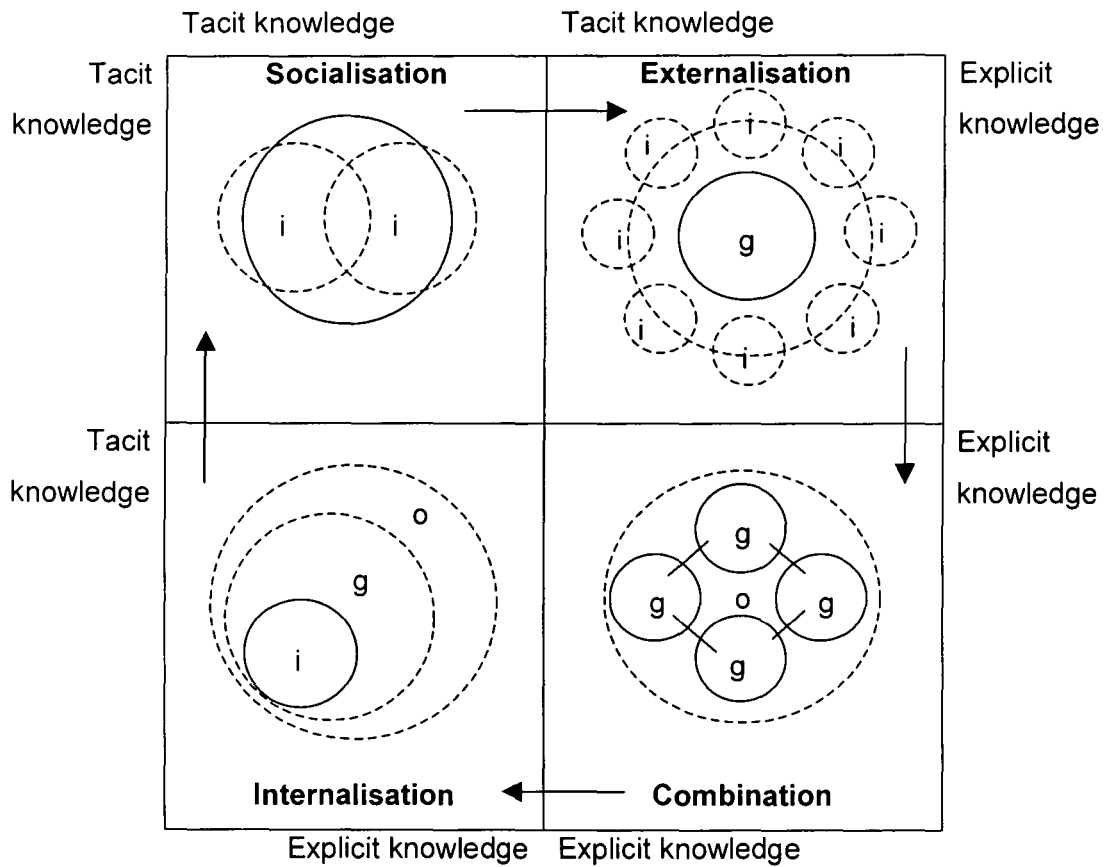 Tacit knowledge
Tacit knowledge
Tacit
knowledge
Socialisation
Externalisation
Explicit
knowledge
i
i
i
i
i
i
i
g
i
i
i
Tacit
knowledge
Explicit
knowledge
o
g
i
g
g
o
g
g
Internalisation
Combination
Explicit knowledge
Explicit knowledge